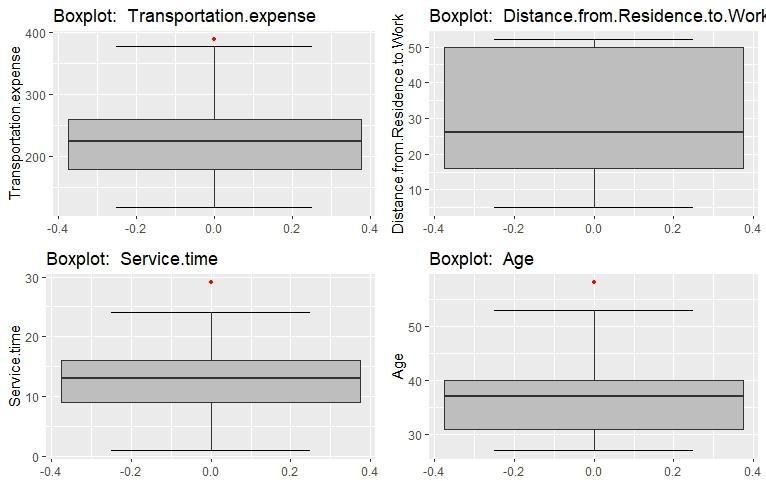 Boxplot: Transportation.expense
Transportation.expense
400
300
200
-0.4 -0.2 0.0 0.2 0.4
Boxplot: Distance.from.Residence.to.Work
Distance.from.Residence.to.Work
50
40
30
20
10
-0.4 -0.2 0.0 0.2 0.4
Boxplot: Service.time
Service.time
30
20
10
0
-0.4 -0.2 0.0 0.2 0.4
Boxplot: Age
Age
50
40
30
-0.4 -0.2 0.0 0.2 0.4